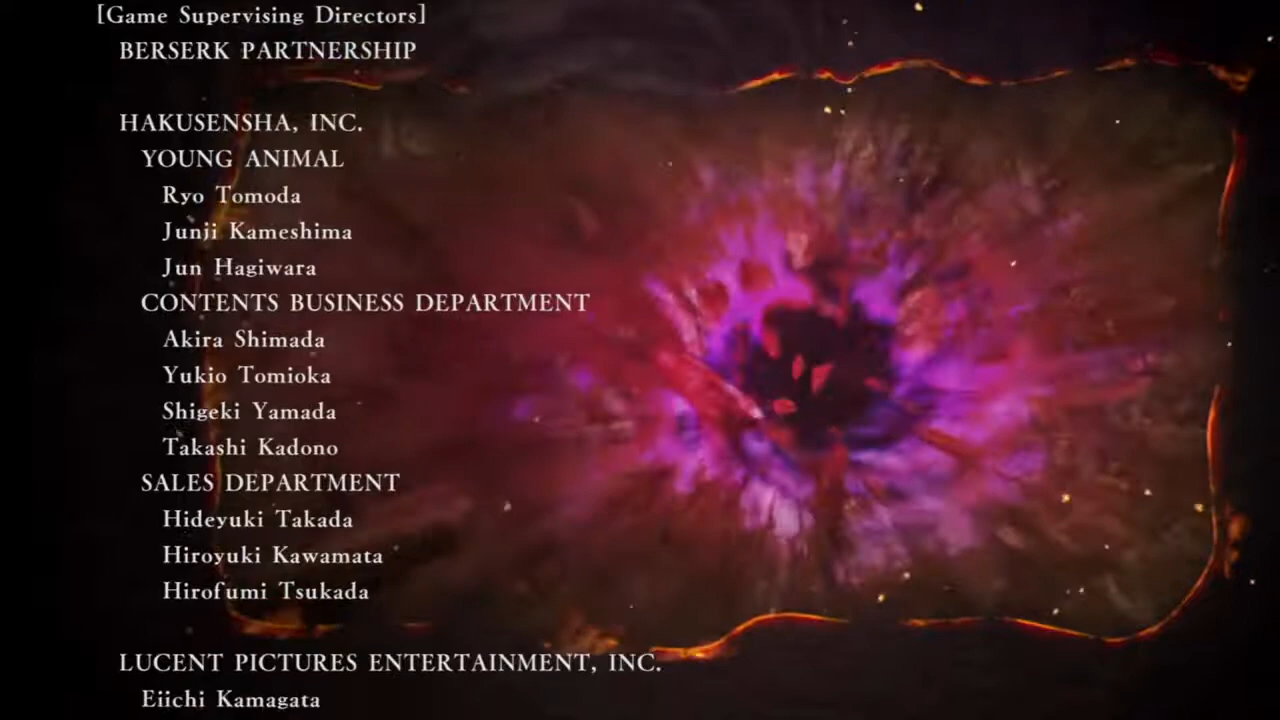 [Game Supervising Directors]
BERSERK PARTNERSHIP
HAKUSENSHA, INC.
YOUNG ANIMAL
Ryo Tomoda
Junji Kameshima
Jun Hagiwara
CONTENTS BUSINESS DEPARTMENT
Akira Shimada
Yukio Tomioka
Shigeki Yamada
Takashi Kadono
SALES DEPARTMENT
Hideyuki Takada
Hiroyuki Kawamata
Hirofumi Tsukada
LUCENT PICTURES ENTERTAINMENT, INC.
Eiichi Kamagata